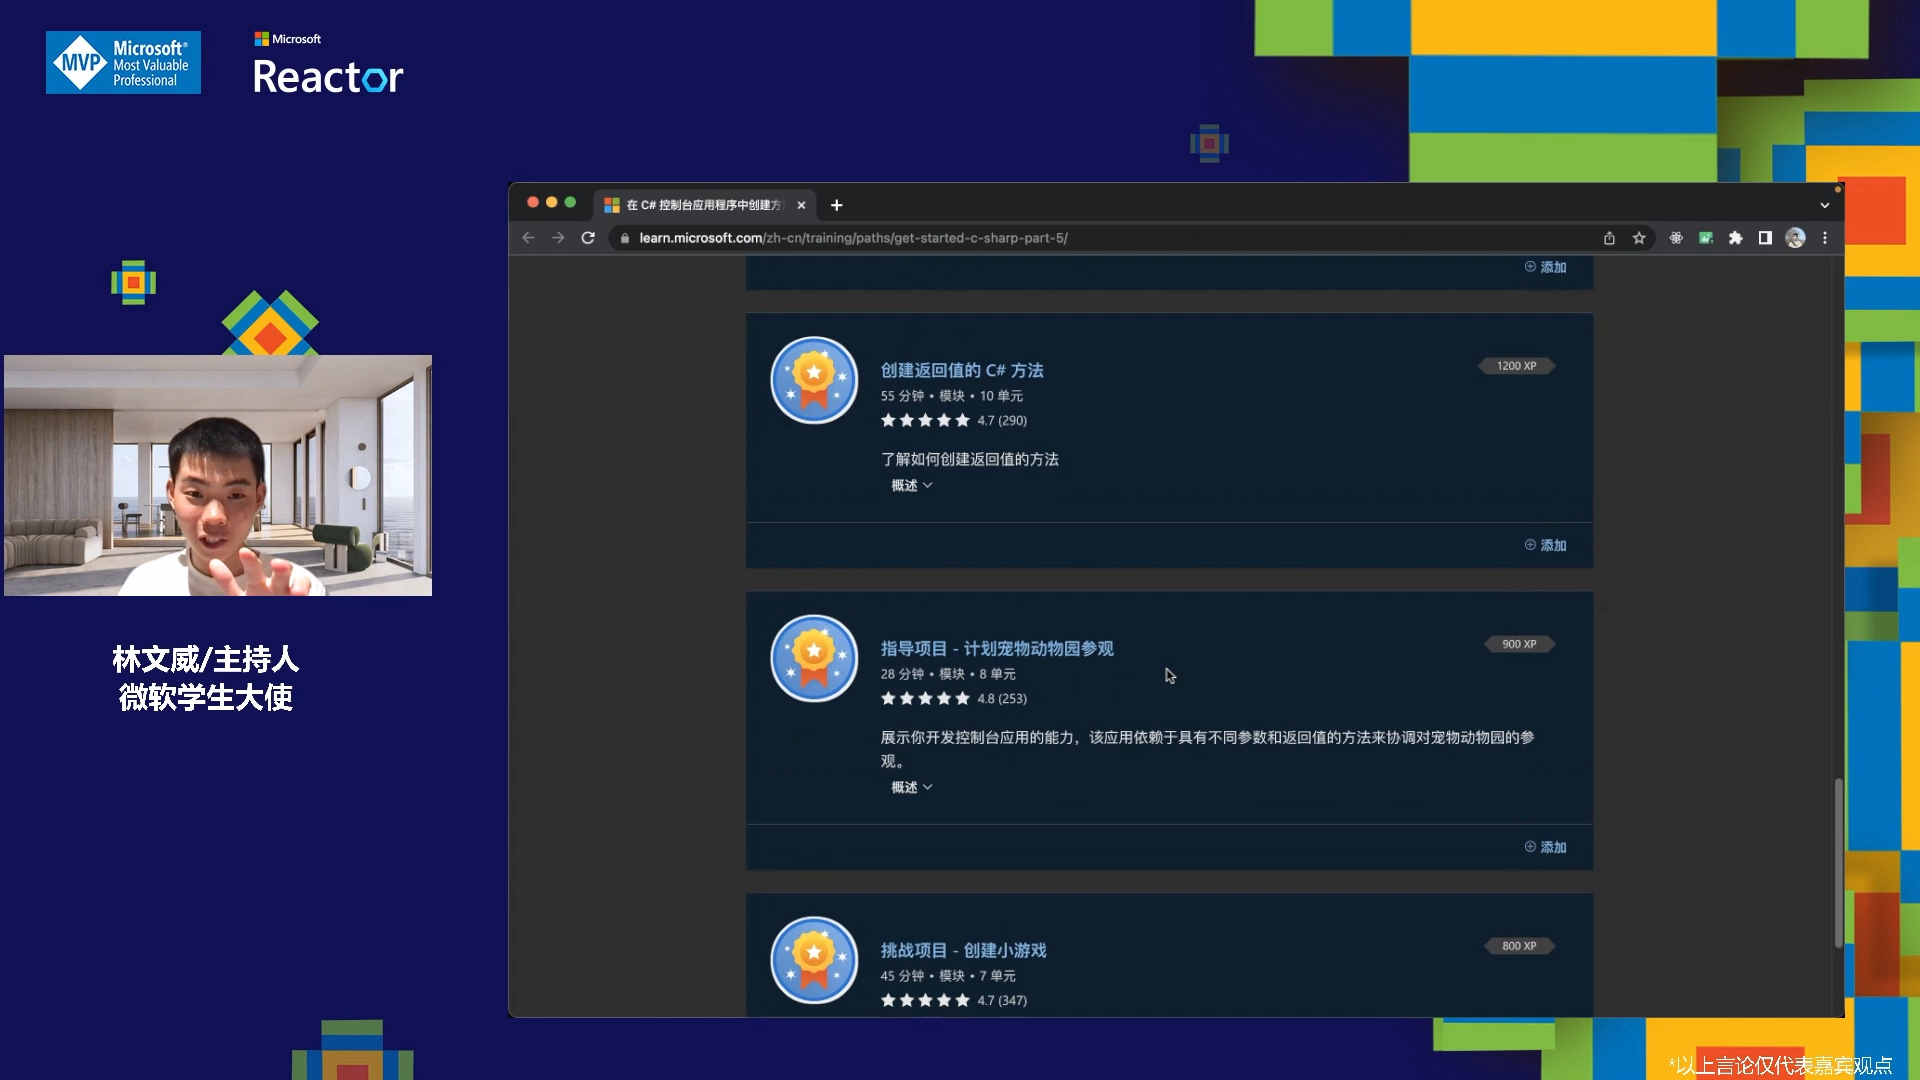 MVP
Microsoft®
Most Valuable
Professional
Microsoft
Reactor
在 C# 控制台应用程序中创建方
learn.microsoft.com/zh-cn/training/paths/get-started-c-sharp-part-5/
添加
创建返回值的 C# 方法
1200 XP
55 分钟 • 模块 • 10 单元
4.7 (290)
了解如何创建返回值的方法
概述
添加
指导项目 - 计划宠物动物园参观
900 XP
28 分钟 • 模块 • 8 单元
4.8 (253)
展示你开发控制台应用的能力，该应用依赖于具有不同参数和返回值的方法来协调对宠物动物园的参
观。
概述
添加
挑战项目 - 创建小游戏
800 XP
45 分钟 • 模块 • 7 单元
4.7 (347)
林文威/主持人
微软学生大使
*以上言论仅代表嘉宾观点